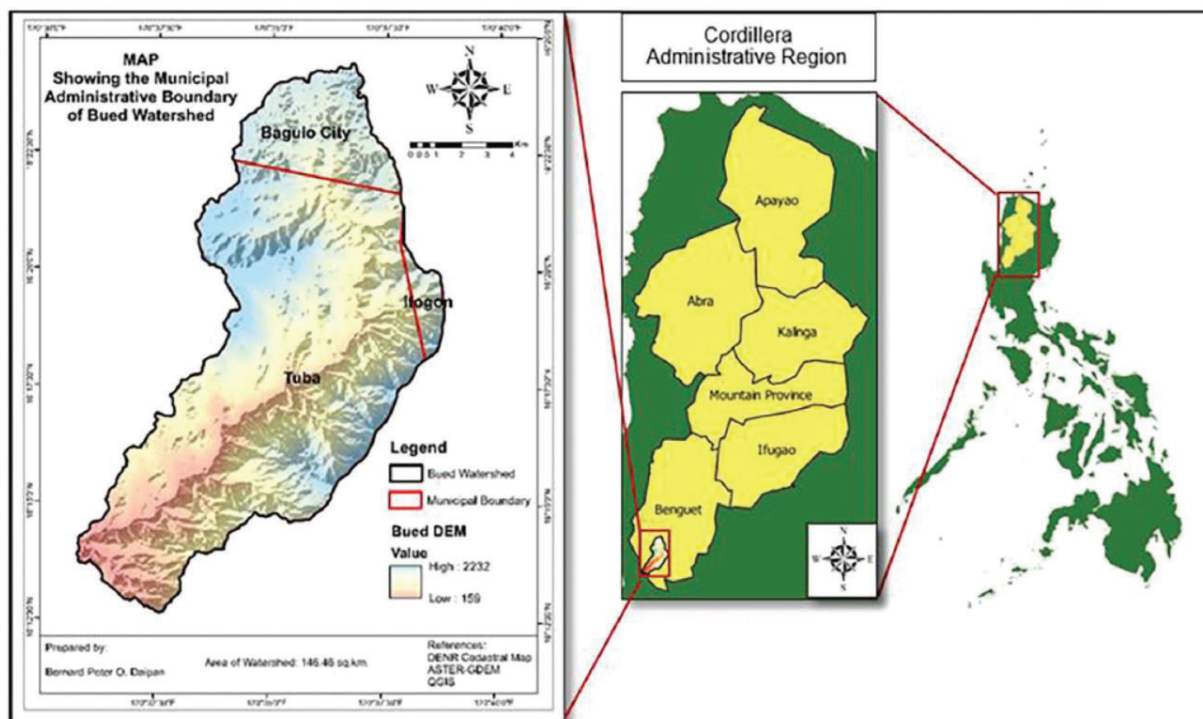 MAP
Showing the Municipal
Administrative Boundary
of Bued Watershed
N
W E
S
Km
Baguio City
Itogon
Tuba
Legend
Bued Watershed
Municipal Boundary
Bued DEM
Value
High : 2232
Low : 159
Prepared by:
Bernard Peter O. Daipan
Area of Watershed: 146.46 sq.km.
References:
DENR Cadastral Map
ASTER-GDEM
QGIS
Cordillera
Administrative Region
Apayao
Abra
Kalinga
Mountain Province
Ifugao
Benguet
N
W E
S